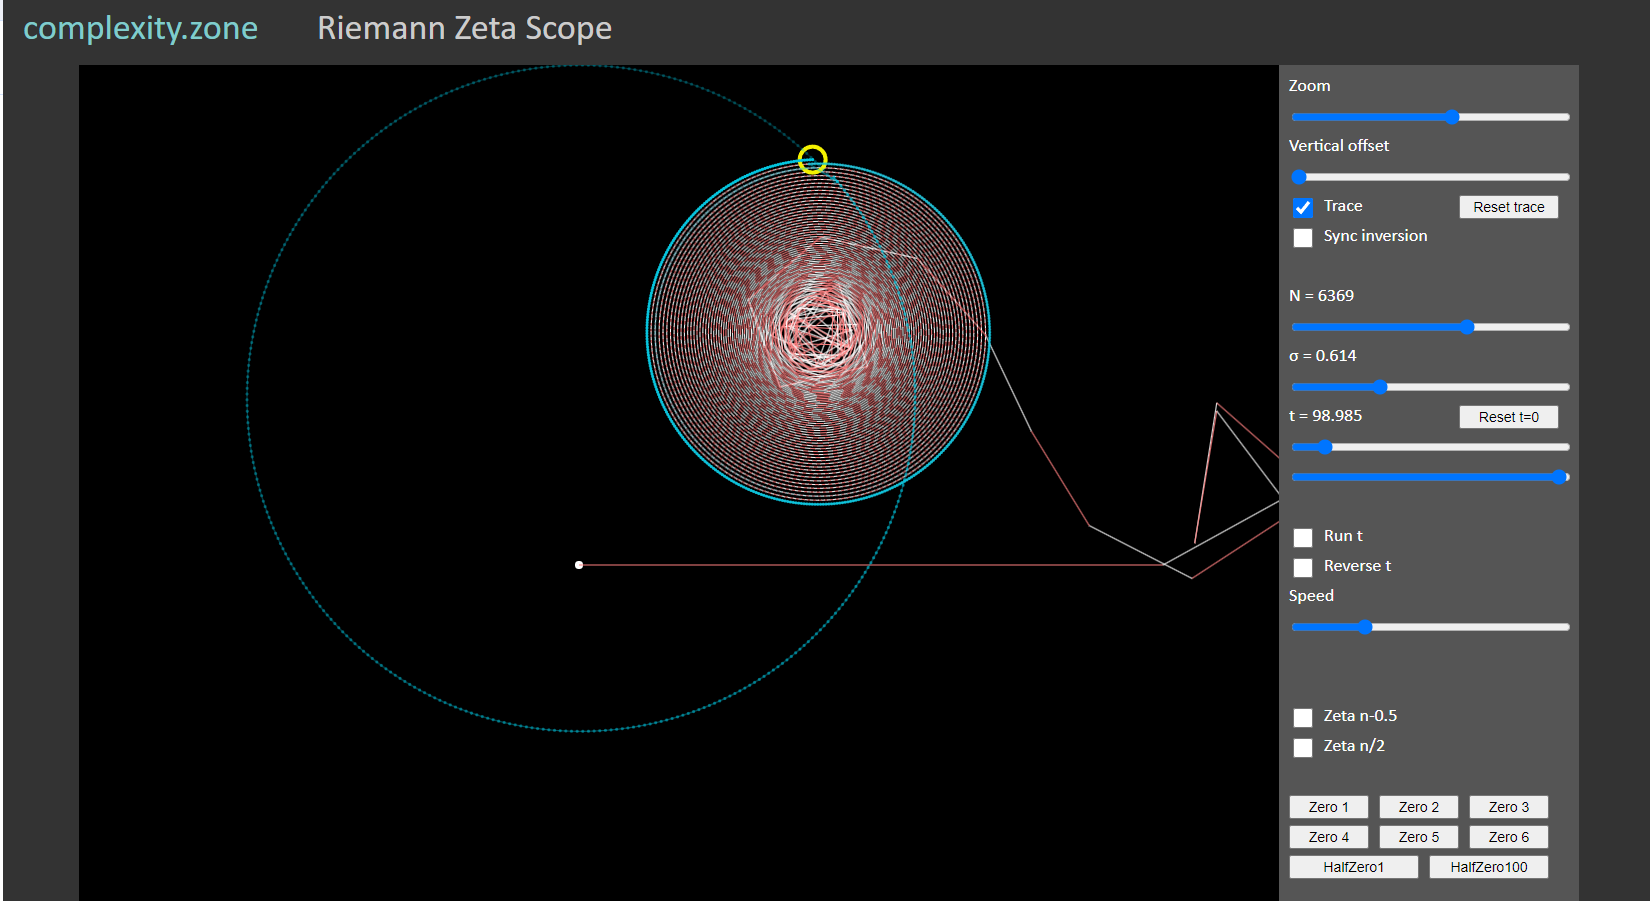 complexity.zone Riemann Zeta Scope
Zoom
Vertical offset
Trace Reset trace
Sync inversion
N = 6369
σ = 0.614
t = 98.985 Reset t=0
Run t
Reverse t
Speed
Zeta n-0.5
Zeta n/2
Zero 1 Zero 2 Zero 3
Zero 4 Zero 5 Zero 6
HalfZero1 HalfZero100